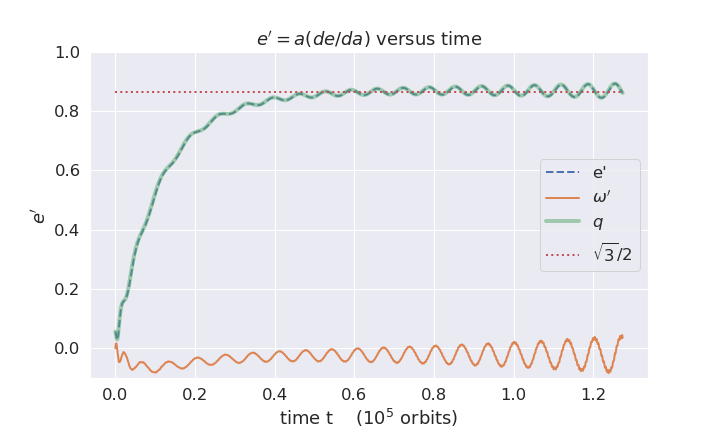 e′ = a(de/da) versus time
1.0
0.8
0.6
0.4
0.2
0.0
e′
0.0 0.2 0.4 0.6 0.8 1.0 1.2
time t (10⁵ orbits)
e'
ω′
q
√3/2